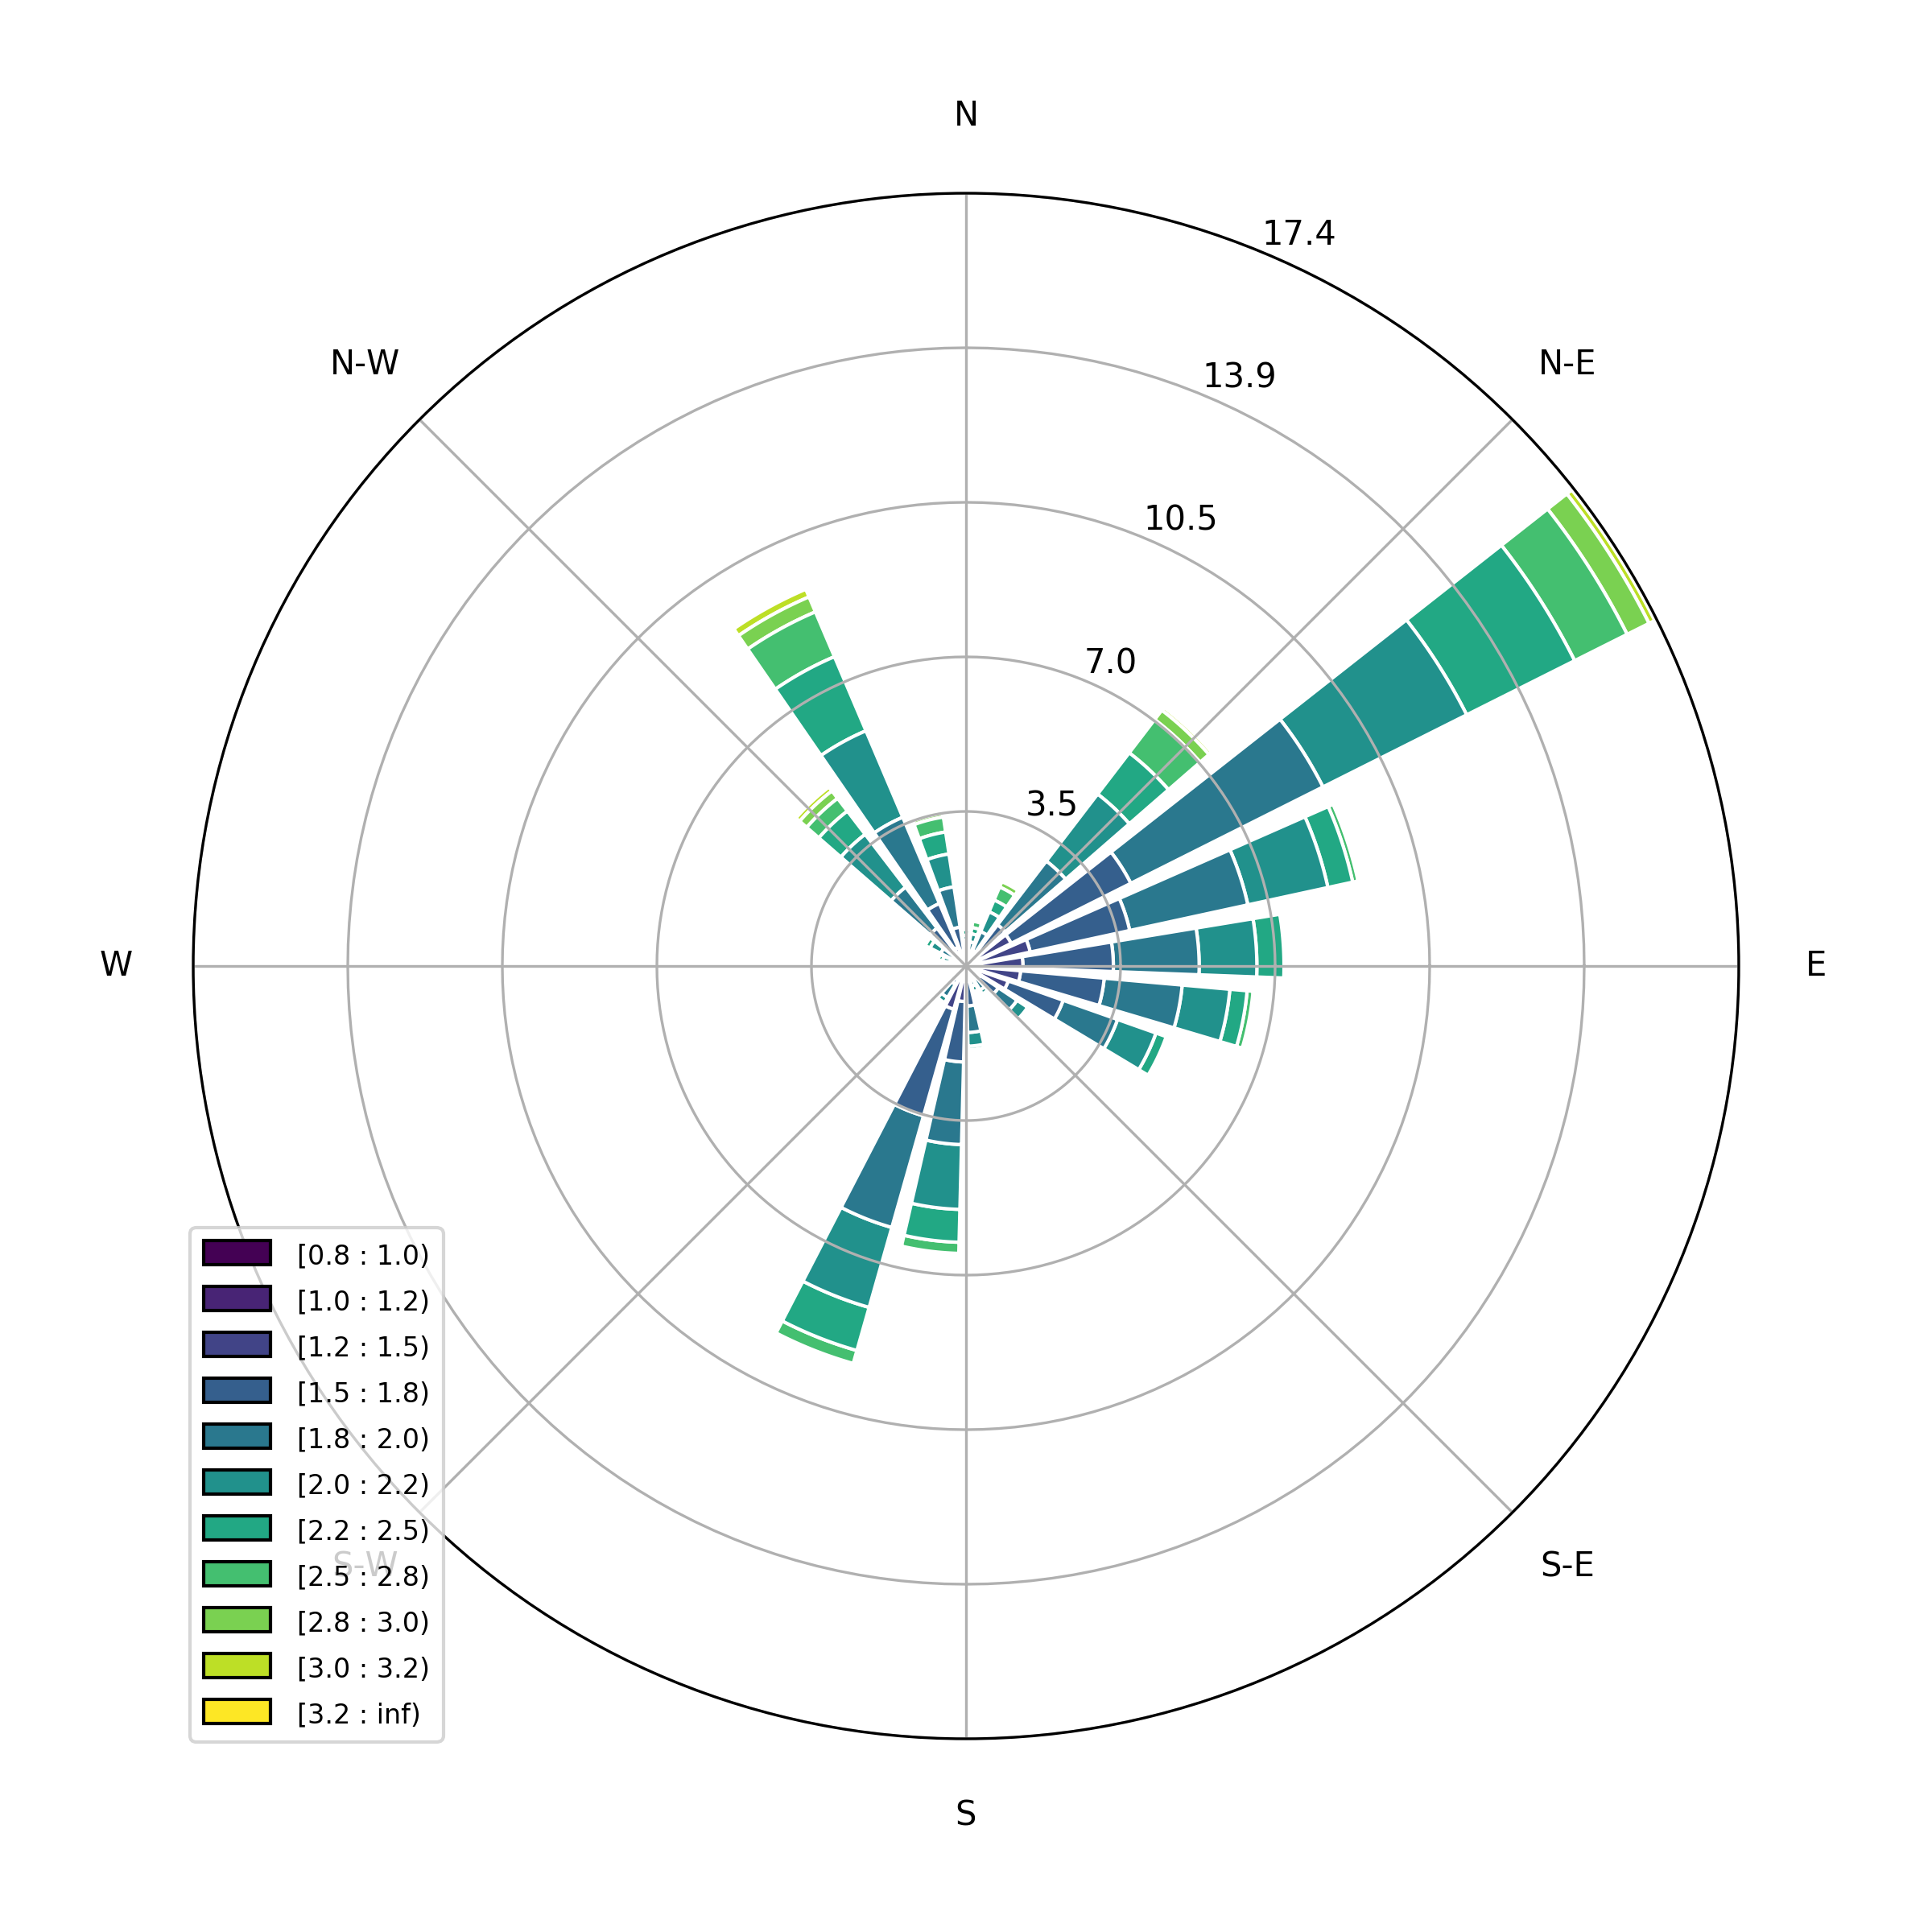 N
17.4
N-W
N-E
13.9
10.5
7.0
3.5
W
E
[0.8 : 1.0)
[1.0 : 1.2)
[1.2 : 1.5)
[1.5 : 1.8)
[1.8 : 2.0)
[2.0 : 2.2)
[2.2 : 2.5)
S-W
S-E
[2.5 : 2.8)
[2.8 : 3.0)
[3.0 : 3.2)
[3.2 : inf)
S